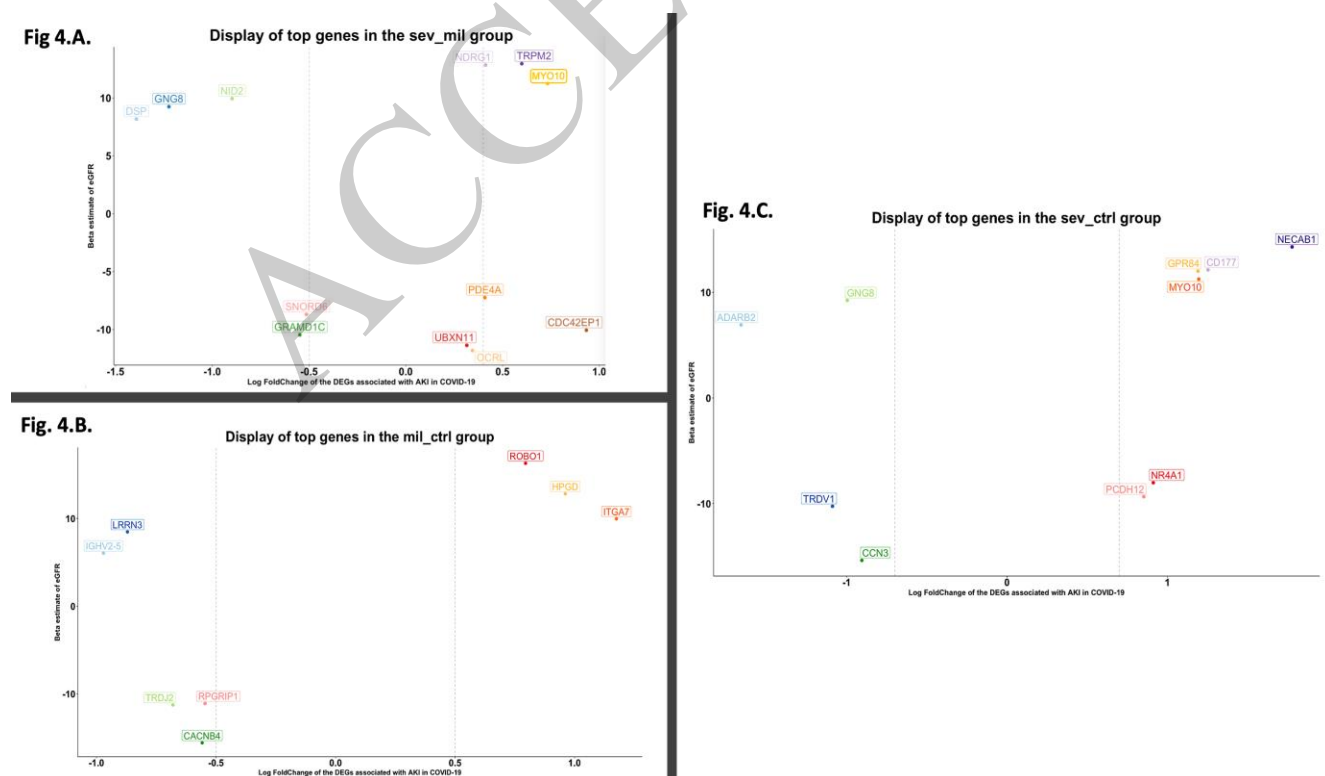 Fig 4.A.
Display of top genes in the sev_mil group
NDRG1
TRPM2
MYO10
NID2
GNG8
DSP
10
5
0
-5
-10
Beta estimate of eGFR
PDE4A
GRAMD1C
CDC42EP1
UBXN11
OCRL
-1.5 -1.0 -0.5 0.0 0.5 1.0
Log FoldChange of the DEGs associated with AKI in COVID-19
Fig. 4.B.
Display of top genes in the mil_ctrl group
ROBO1
HPGD
ITGA7
LRRN3
IGHV2-5
10
0
-10
Beta estimate of eGFR
TRDJ2
RPGRIP1
CACNB4
-1.0 -0.5 0.0 0.5 1.0
Log FoldChange of the DEGs associated with AKI in COVID-19
Fig. 4.C.
Display of top genes in the sev_ctrl group
NECAB1
GPR84
CD177
MYO10
GNG8
ADARB2
10
0
-10
Beta estimate of eGFR
NR4A1
PCDH12
TRDV1
CCN3
-1 0 1
Log FoldChange of the DEGs associated with AKI in COVID-19